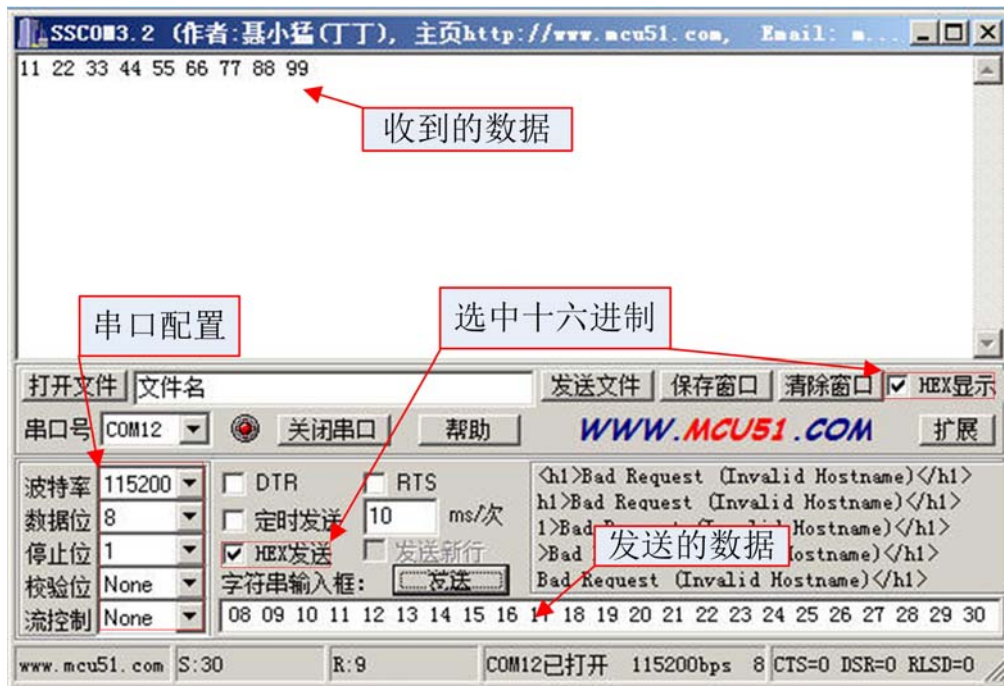 SSCOM3.2 (作者:聂小猛(丁丁), 主页http://www.mcu51.com, Email: m...
11 22 33 44 55 66 77 88 99
收到的数据
串口配置
选中十六进制
打开文件 文件名 发送文件 保存窗口 清除窗口 HEX显示
串口号 COM12 关闭串口 帮助 WWW.MCU51.COM 扩展
波特率 115200 DTR RTS <h1>Bad Request (Invalid Hostname)</h1>
数据位 8 定时发送 10 ms/次 h1>Bad Request (Invalid Hostname)</h1>
停止位 1 HEX发送 发送新行 1>Bad Hostname)</h1>
发送的数据
>Bad Hostname)</h1>
校验位 None 字符串输入框: 发送 Bad Request (Invalid Hostname)</h1>
流控制 None 08 09 10 11 12 13 14 15 16 17 18 19 20 21 22 23 24 25 26 27 28 29 30
www.mcu51.com S:30 R:9 COM12已打开 115200bps 8 CTS=0 DSR=0 RLSD=0